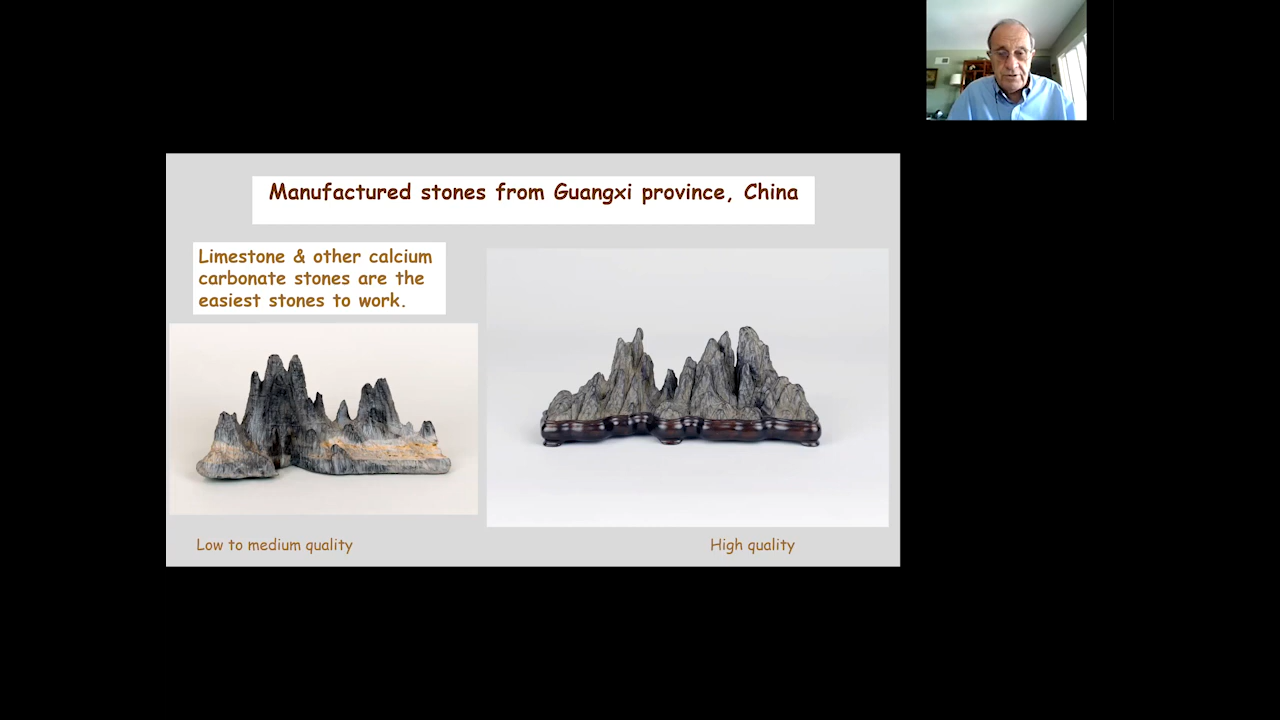 Manufactured stones from Guangxi province, China
Limestone & other calcium
carbonate stones are the
easiest stones to work.
Low to medium quality
High quality